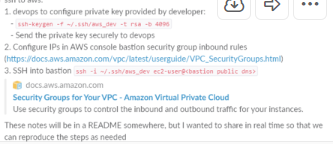 ssh to aws:
1. devops to configure private key provided by developer:
- ssh-keygen -f ~/.ssh/aws_dev -t rsa -b 4096
- Send the private key securely to devops
2. Configure IPs in AWS console bastion security group inbound rules
(https://docs.aws.amazon.com/vpc/latest/userguide/VPC_SecurityGroups.html)
3. SSH into bastion ssh -i ~/.ssh/aws_dev ec2-user@<bastion public dns>
docs.aws.amazon.com
Security Groups for Your VPC - Amazon Virtual Private Cloud
Use security groups to control the inbound and outbound traffic for your instances.
These notes will be in a README somewhere, but I wanted to share in real time so that we
can reproduce the steps as needed